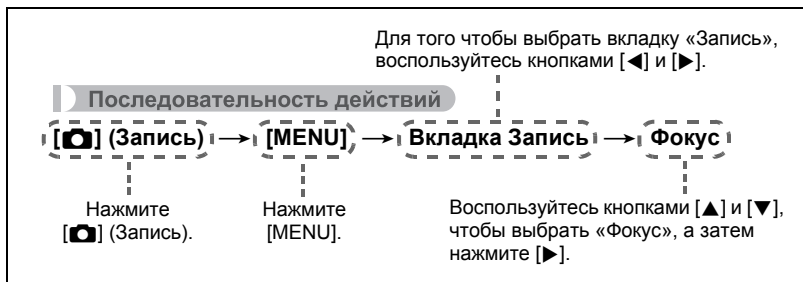 Для того чтобы выбрать вкладку «Запись»,
воспользуйтесь кнопками [◀] и [▶].
Последовательность действий
[📷] (Запись) → [MENU] → Вкладка Запись → Фокус
Нажмите
[📷] (Запись).
Нажмите
[MENU].
Воспользуйтесь кнопками [▲] и [▼],
чтобы выбрать «Фокус», а затем
нажмите [▶].